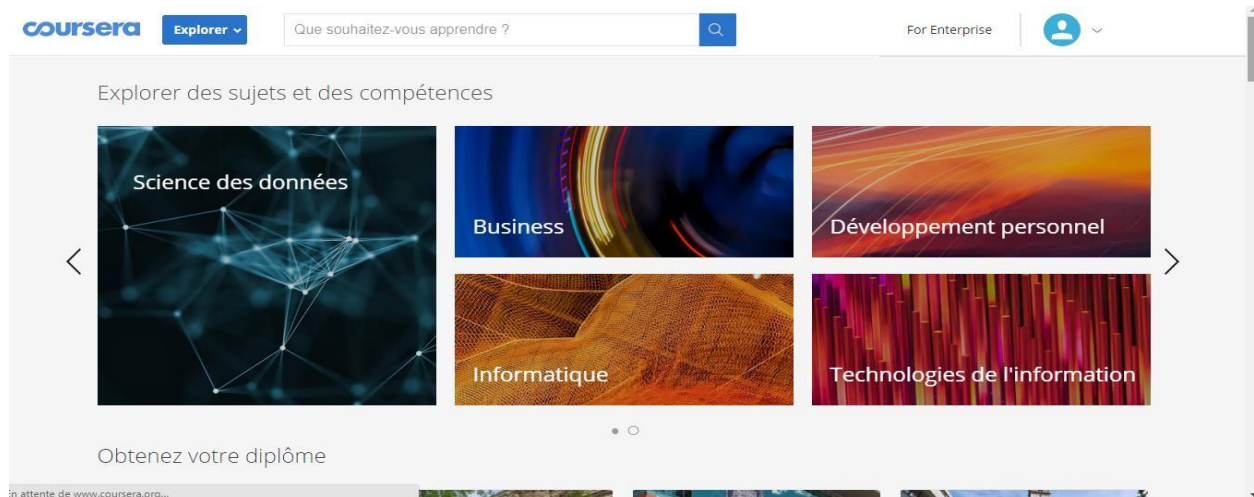 coursera
Explorer
Que souhaitez-vous apprendre ?
For Enterprise
Explorer des sujets et des compétences
Science des données
Business
Développement personnel
Informatique
Technologies de l'information
Obtenez votre diplôme
En attente de www.coursera.org...